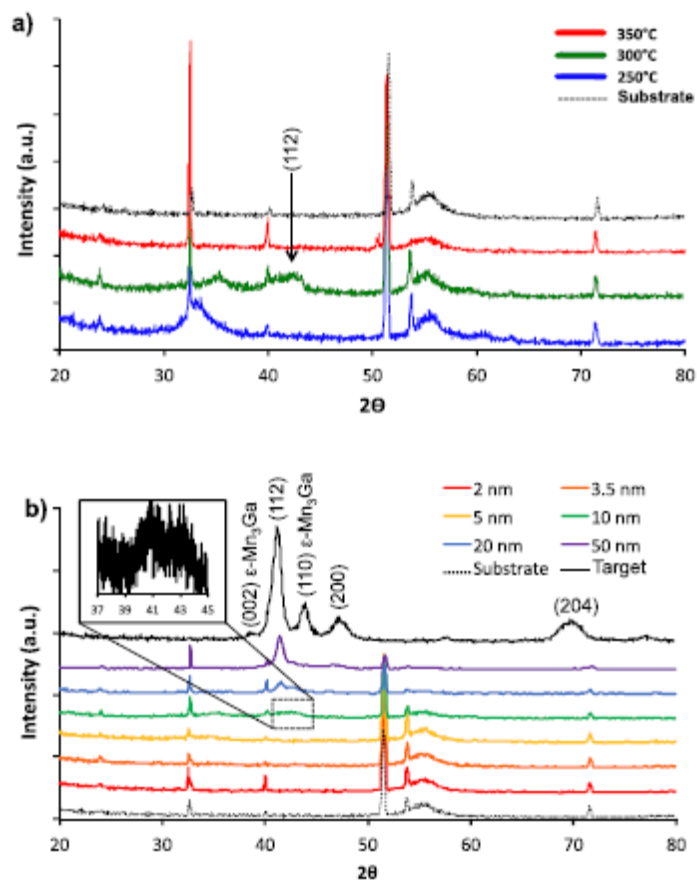 a)
350°C
300°C
250°C
Substrate
(112)
Intensity (a.u.)
20 30 40 50 60 70 80
2Θ
b)
2 nm 3.5 nm
5 nm 10 nm
20 nm 50 nm
Substrate Target
(002) ε-Mn₃Ga
(112)
(110) ε-Mn₃Ga
(200)
(204)
37 39 41 43 45
Intensity (a.u.)
20 30 40 50 60 70 80
2θ